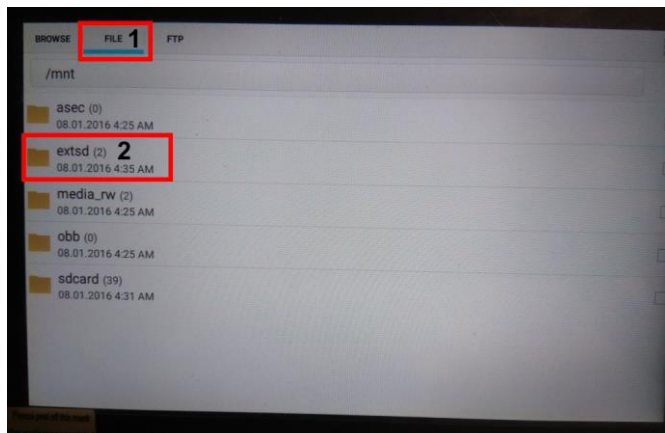 BROWSE FILE 1 FTP
/mnt
asec (0)
08.01.2016 4:25 AM
extsd (2) 2
08.01.2016 4:35 AM
media_rw (2)
08.01.2016 4:25 AM
obb (0)
08.01.2016 4:25 AM
sdcard (39)
08.01.2016 4:31 AM